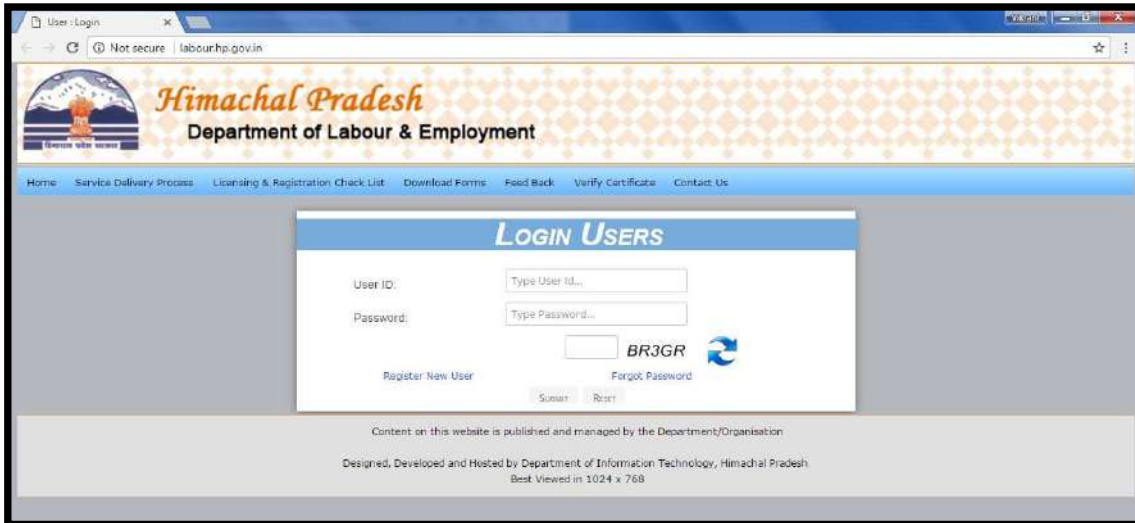 User : Login
Vikrant
Not secure | labour.hp.gov.in
Himachal Pradesh
Department of Labour & Employment
हिमाचल प्रदेश सरकार
Home Service Delivery Process Licensing & Registration Check List Download Forms Feed Back Verify Certificate Contact Us
LOGIN USERS
User ID: Type User Id...
Password: Type Password...
BR3GR
Register New User Forgot Password
SUBMIT RESET
Content on this website is published and managed by the Department/Organisation
Designed, Developed and Hosted by Department of Information Technology, Himachal Pradesh
Best Viewed in 1024 x 768